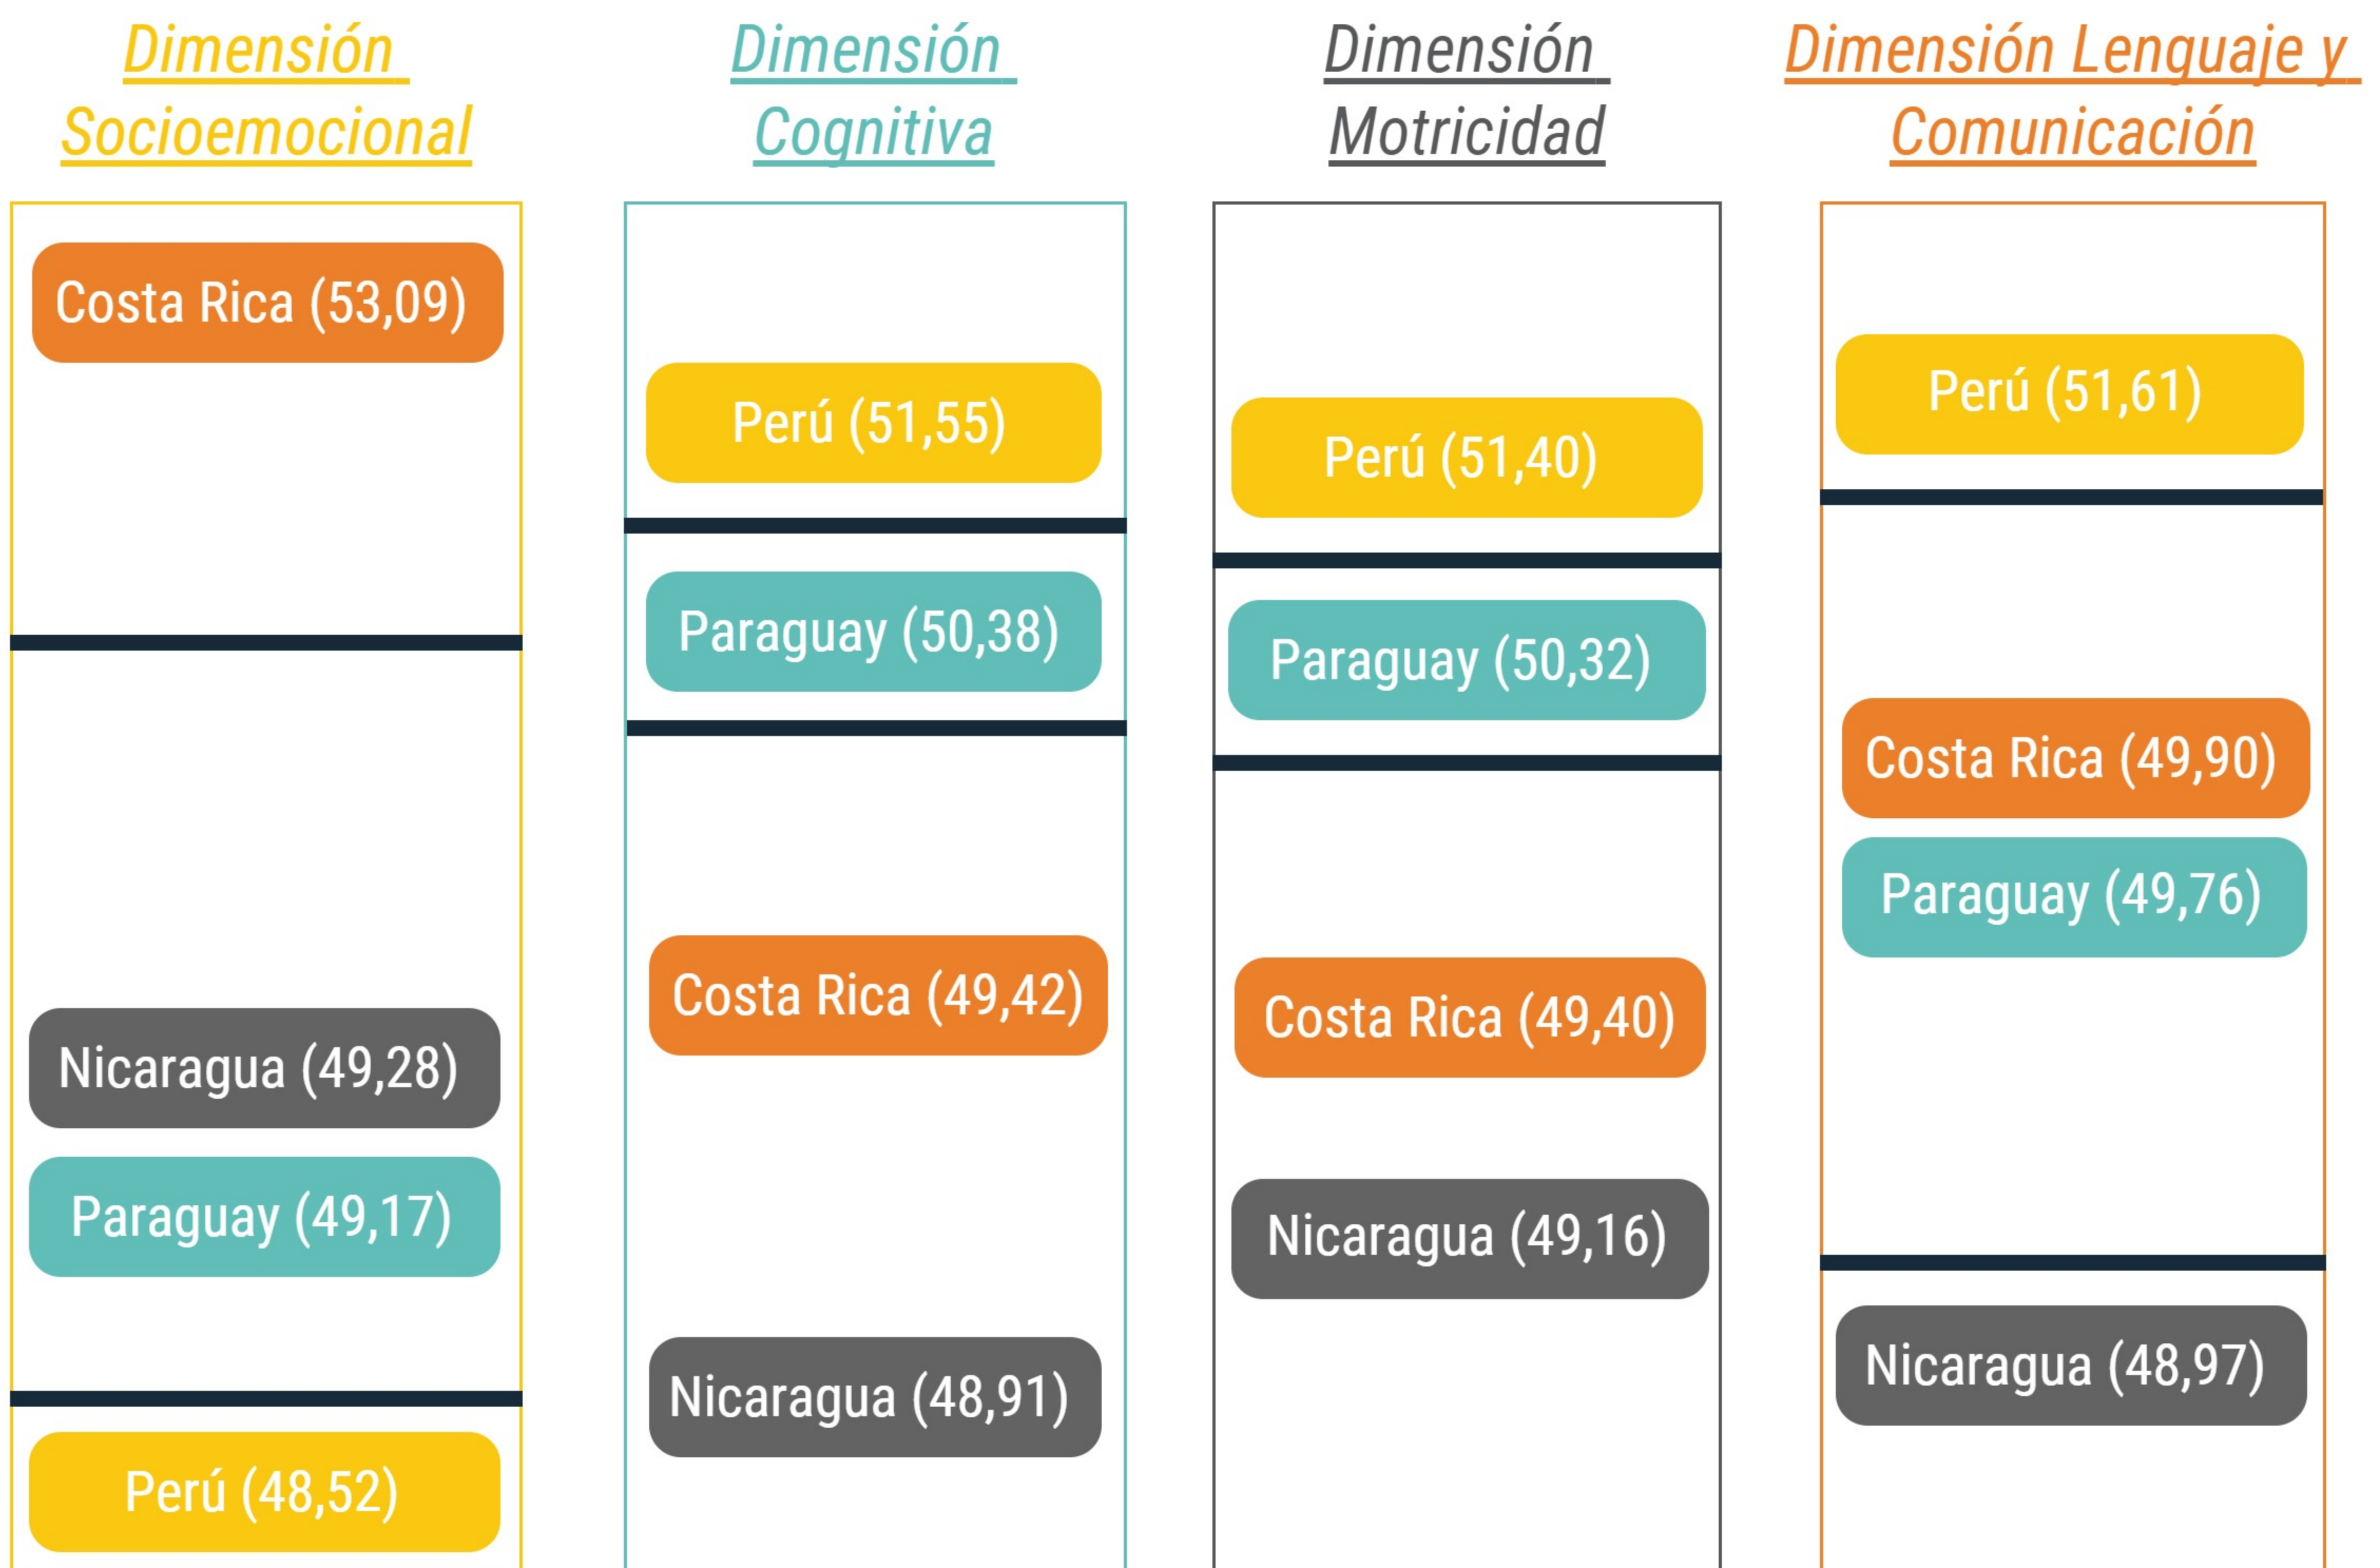 Dimensión
Socioemocional
Costa Rica (53,09)
Nicaragua (49,28)
Paraguay (49,17)
Perú (48,52)
Dimensión
Cognitiva
Perú (51,55)
Paraguay (50,38)
Costa Rica (49,42)
Nicaragua (48,91)
Dimensión
Motricidad
Perú (51,40)
Paraguay (50,32)
Costa Rica (49,40)
Nicaragua (49,16)
Dimensión Lenguaje y
Comunicación
Perú (51,61)
Costa Rica (49,90)
Paraguay (49,76)
Nicaragua (48,97)